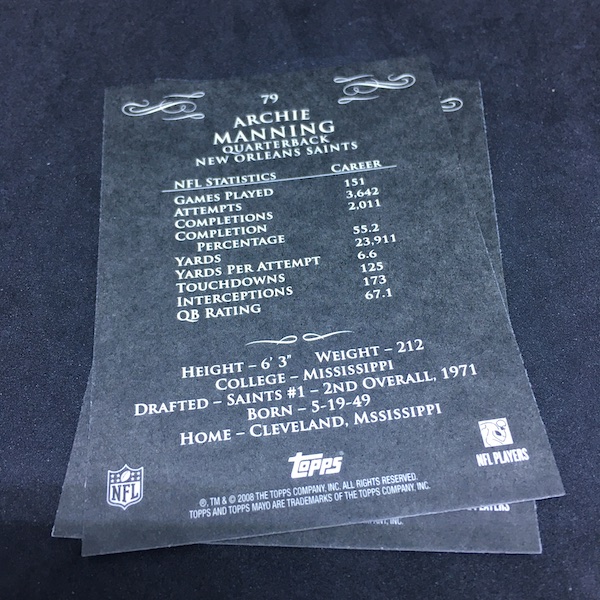 79
ARCHIE
MANNING
QUARTERBACK
NEW ORLEANS SAINTS
NFL STATISTICS CAREER
GAMES PLAYED 151
ATTEMPTS 3,642
COMPLETIONS 2,011
COMPLETION
PERCENTAGE 55.2
YARDS 23,911
YARDS PER ATTEMPT 6.6
TOUCHDOWNS 125
INTERCEPTIONS 173
QB RATING 67.1
HEIGHT – 6' 3" WEIGHT – 212
COLLEGE – MISSISSIPPI
DRAFTED – SAINTS #1 – 2ND OVERALL, 1971
BORN – 5-19-49
HOME – CLEVELAND, MSSISSIPPI
NFL
Topps
NFL PLAYERS
®, TM & © 2008 THE TOPPS COMPANY, INC. ALL RIGHTS RESERVED.
TOPPS AND TOPPS MAYO ARE TRADEMARKS OF THE TOPPS COMPANY, INC.
PLAYERS
INC.